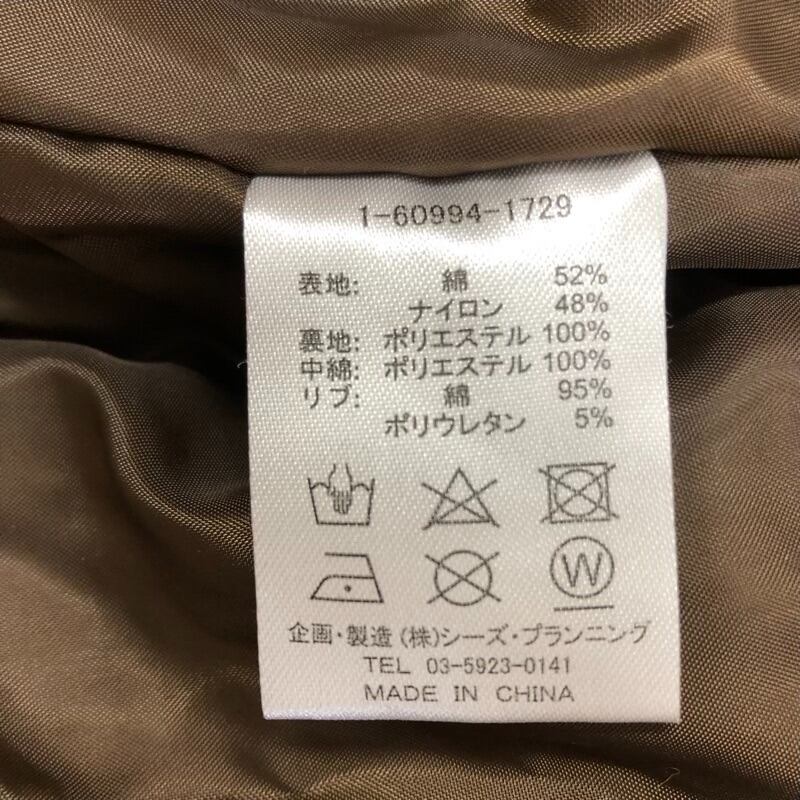 1-60994-1729
表地: 綿 52%
ナイロン 48%
裏地: ポリエステル 100%
中綿: ポリエステル 100%
リブ: 綿 95%
ポリウレタン 5%
W
企画・製造 (株)シーズ・プランニング
TEL 03-5923-0141
MADE IN CHINA